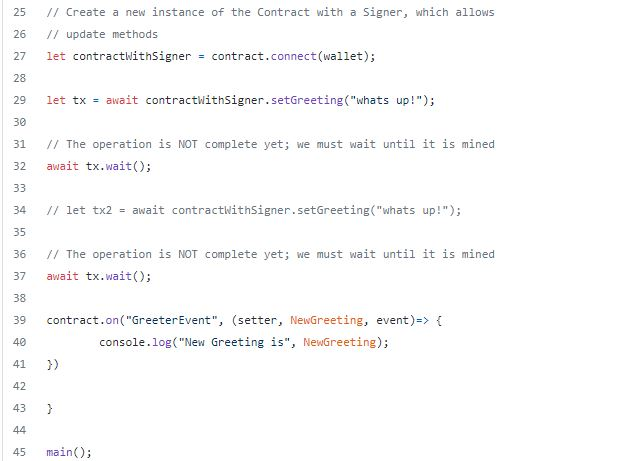 25 // Create a new instance of the Contract with a Signer, which allows
26 // update methods
27 let contractWithSigner = contract.connect(wallet);
28
29 let tx = await contractWithSigner.setGreeting("whats up!");
30
31 // The operation is NOT complete yet; we must wait until it is mined
32 await tx.wait();
33
34 // let tx2 = await contractWithSigner.setGreeting("whats up!");
35
36 // The operation is NOT complete yet; we must wait until it is mined
37 await tx.wait();
38
39 contract.on("GreeterEvent", (setter, NewGreeting, event)=> {
40 console.log("New Greeting is", NewGreeting);
41 })
42
43 }
44
45 main();